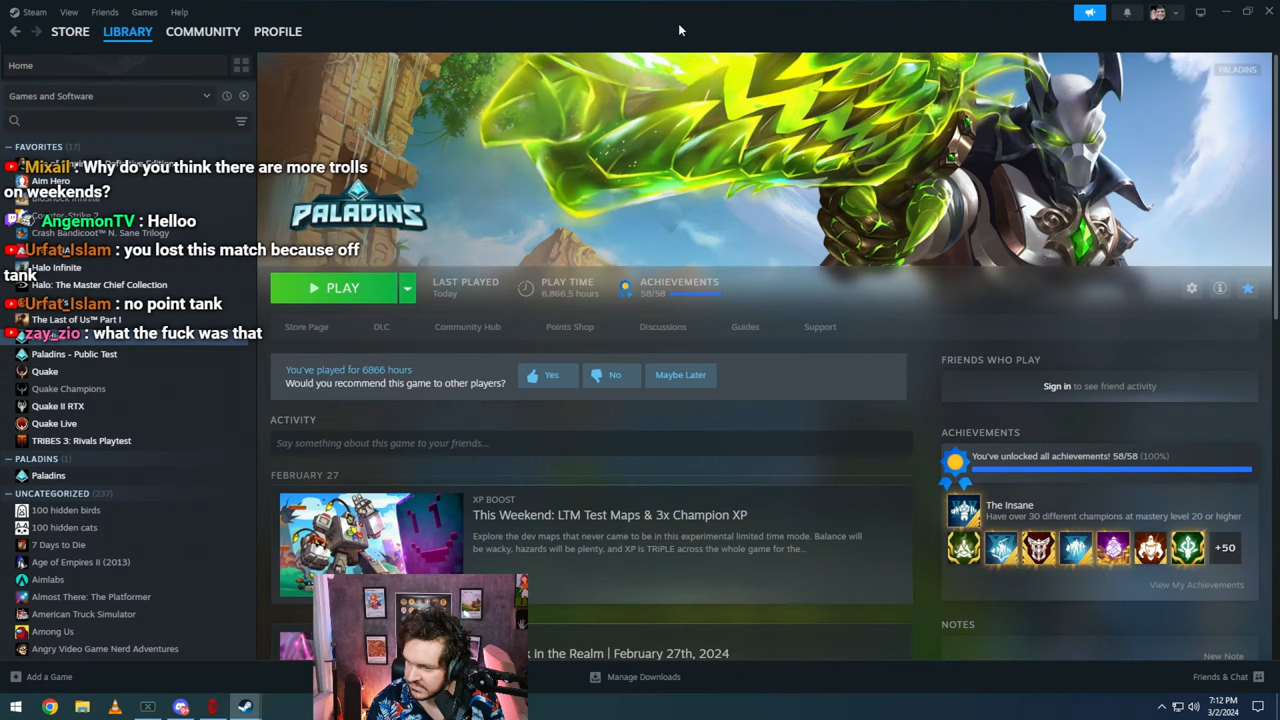 Steam View Friends Games Help
STORE LIBRARY COMMUNITY PROFILE
Home
PALADINS
Games and Software
FAVORITES (17)
Mixáil : Why do you think there are more trolls
on weekends?
Aim Hero
AngemonTV : Helloo
Crash Bandicoot™ N. Sane Trilogy
Urfat_Islam : you lost this match because off
tank
Halo Infinite
Halo: The Master Chief Collection
Urfat_Islam : no point tank
The Last of Us™ Part I
zay_zio : what the fuck was that
Paladins - Public Test
Quake
Quake Champions
Quake II RTX
Quake Live
TRIBES 3: Rivals Playtest
PALADINS (1)
Paladins
UNCATEGORIZED (237)
100 hidden birds
100 hidden cats
7 Days to Die
Age of Empires II (2013)
Aimlabs
Almost There: The Platformer
American Truck Simulator
Among Us
Angry Video Game Nerd Adventures
Add a Game
PALADINS
PLAY
LAST PLAYED
Today
PLAY TIME
6,866.5 hours
ACHIEVEMENTS
58/58
Store Page DLC Community Hub Points Shop Discussions Guides Support
You've played for 6866 hours
Would you recommend this game to other players?
Yes No Maybe Later
ACTIVITY
Say something about this game to your friends...
FEBRUARY 27
XP BOOST
This Weekend: LTM Test Maps & 3x Champion XP
Explore the dev maps that never came to be in this experimental limited time mode. Balance will
be wacky, hazards will be plenty, and XP is TRIPLE across the whole game for the...
in the Realm | February 27th, 2024
FRIENDS WHO PLAY
Sign in to see friend activity
ACHIEVEMENTS
You've unlocked all achievements! 58/58 (100%)
The Insane
Have over 30 different champions at mastery level 20 or higher
+50
View My Achievements
NOTES
New Note
Manage Downloads
Friends & Chat
7:12 PM
3/2/2024